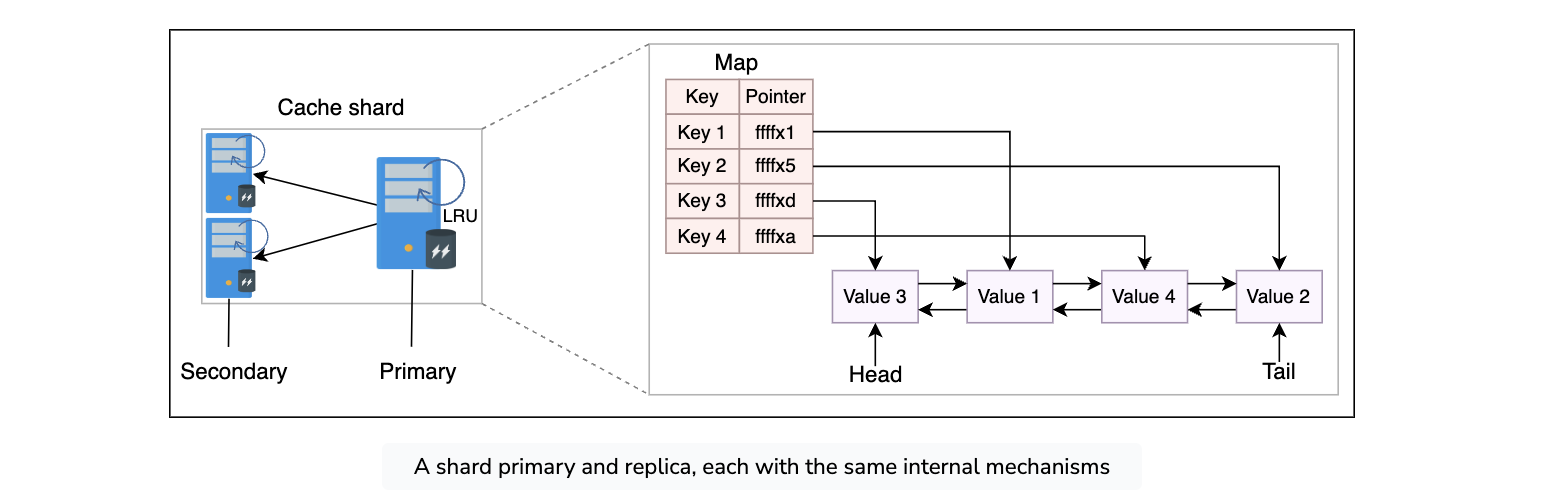 Cache shard
LRU
Secondary
Primary
Map
Key Pointer
Key 1 ffffx1
Key 2 ffffx5
Key 3 ffffxd
Key 4 ffffxa
Value 3 Value 1 Value 4 Value 2
Head Tail
A shard primary and replica, each with the same internal mechanisms